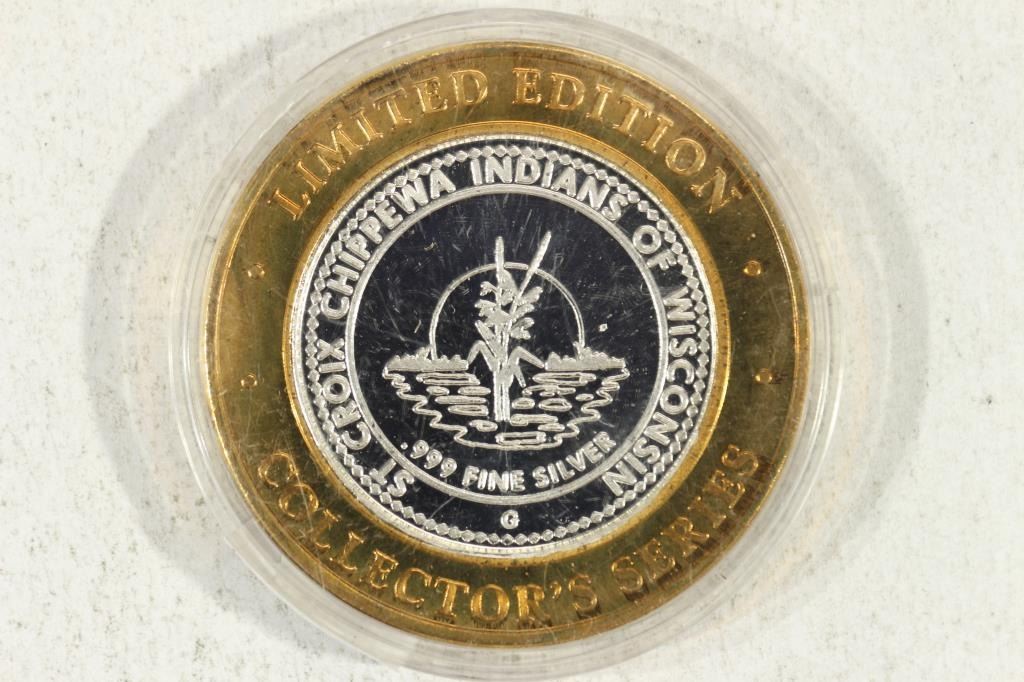 LIMITED EDITION
ST CROIX CHIPPEWA INDIANS OF WISCONSIN
.999 FINE SILVER
G
COLLECTOR'S SERIES